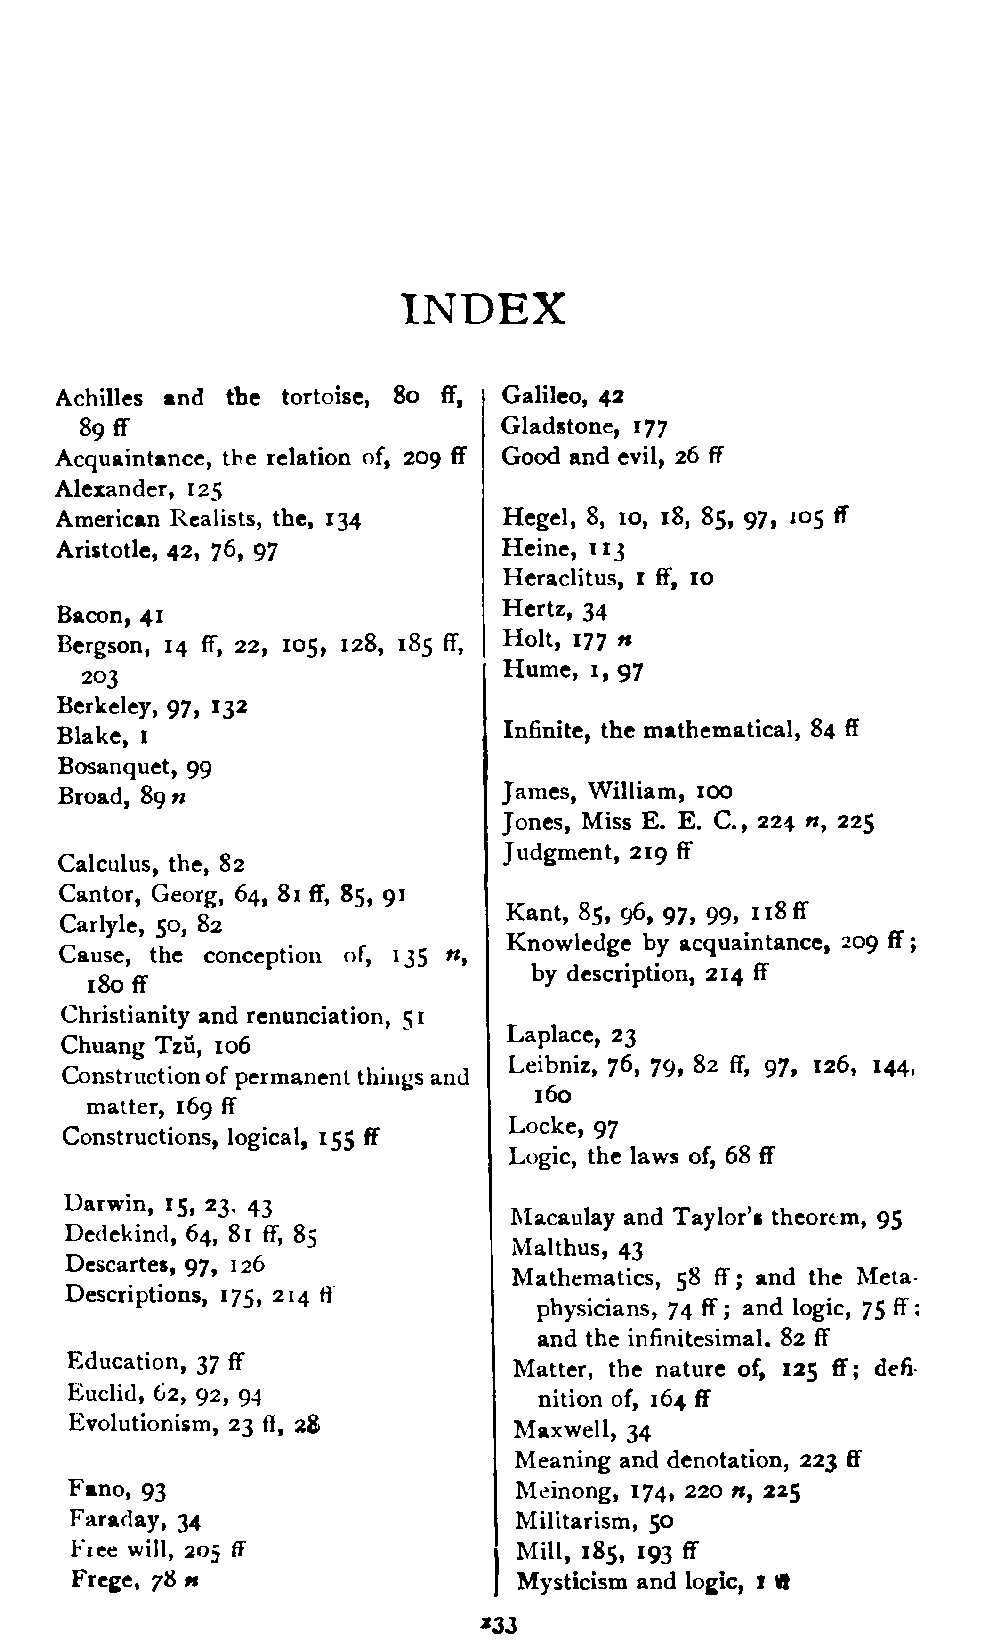 INDEX
Achilles and the tortoise, 80 ff,
89 ff
Acquaintance, the relation of, 209 ff
Alexander, 125
American Realists, the, 134
Aristotle, 42, 76, 97
Bacon, 41
Bergson, 14 ff, 22, 105, 128, 185 ff,
203
Berkeley, 97, 132
Blake, 1
Bosanquet, 99
Broad, 89 n
Calculus, the, 82
Cantor, Georg, 64, 81 ff, 85, 91
Carlyle, 50, 82
Cause, the conception of, 135 n,
180 ff
Christianity and renunciation, 51
Chuang Tzŭ, 106
Construction of permanent things and
matter, 169 ff
Constructions, logical, 155 ff
Darwin, 15, 23, 43
Dedekind, 64, 81 ff, 85
Descartes, 97, 126
Descriptions, 175, 214 ff
Education, 37 ff
Euclid, 62, 92, 94
Evolutionism, 23 ff, 28
Fano, 93
Faraday, 34
Free will, 205 ff
Frege, 78 n
Galileo, 42
Gladstone, 177
Good and evil, 26 ff
Hegel, 8, 10, 18, 85, 97, 105 ff
Heine, 113
Heraclitus, 1 ff, 10
Hertz, 34
Holt, 177 n
Hume, 1, 97
Infinite, the mathematical, 84 ff
James, William, 100
Jones, Miss E. E. C., 224 n, 225
Judgment, 219 ff
Kant, 85, 96, 97, 99, 118 ff
Knowledge by acquaintance, 209 ff;
by description, 214 ff
Laplace, 23
Leibniz, 76, 79, 82 ff, 97, 126, 144,
160
Locke, 97
Logic, the laws of, 68 ff
Macaulay and Taylor's theorem, 95
Malthus, 43
Mathematics, 58 ff; and the Meta-
physicians, 74 ff; and logic, 75 ff;
and the infinitesimal, 82 ff
Matter, the nature of, 125 ff; defi-
nition of, 164 ff
Maxwell, 34
Meaning and denotation, 223 ff
Meinong, 174, 220 n, 225
Militarism, 50
Mill, 185, 193 ff
Mysticism and logic, 1 ff
233